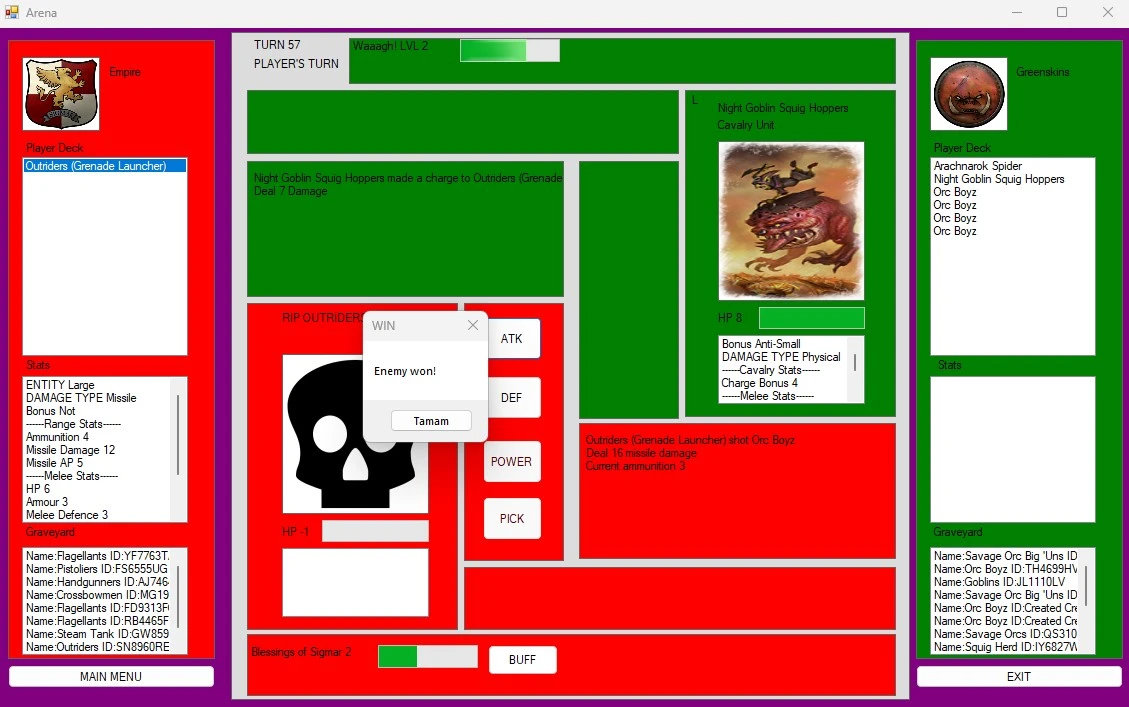 Arena
Empire
SIGMAR
Player Deck
Outriders (Grenade Launcher)
Stats
ENTITY Large
DAMAGE TYPE Missile
Bonus Not
------Range Stats------
Ammunition 4
Missile Damage 12
Missile AP 5
------Melee Stats------
HP 6
Armour 3
Melee Defence 3
Graveyard
Name:Flagellants ID:YF7763T
Name:Pistoliers ID:FS6555UG
Name:Handgunners ID:AJ746
Name:Crossbowmen ID:MG19
Name:Flagellants ID:FD9313F
Name:Flagellants ID:RB4465F
Name:Steam Tank ID:GW859
Name:Outriders ID:SN8960RE
MAIN MENU
TURN 57
PLAYER'S TURN
Waaagh! LVL 2
Night Goblin Squig Hoppers made a charge to Outriders (Grenade
Deal 7 Damage
L
Night Goblin Squig Hoppers
Cavalry Unit
HP 8
Bonus Anti-Small
DAMAGE TYPE Physical
------Cavalry Stats------
Charge Bonus 4
------Melee Stats------
RIP OUTRIDERS
HP -1
WIN
Enemy won!
Tamam
ATK
DEF
POWER
PICK
Outriders (Grenade Launcher) shot Orc Boyz
Deal 16 missile damage
Current ammunition 3
Blessings of Sigmar 2
BUFF
Greenskins
Player Deck
Arachnarok Spider
Night Goblin Squig Hoppers
Orc Boyz
Orc Boyz
Orc Boyz
Orc Boyz
Stats
Graveyard
Name:Savage Orc Big 'Uns ID
Name:Orc Boyz ID:TH4699HV
Name:Goblins ID:JL1110LV
Name:Savage Orc Big 'Uns ID
Name:Orc Boyz ID:Created Cre
Name:Orc Boyz ID:Created Cre
Name:Savage Orcs ID:QS310
Name:Squig Herd ID:IY6827W
EXIT